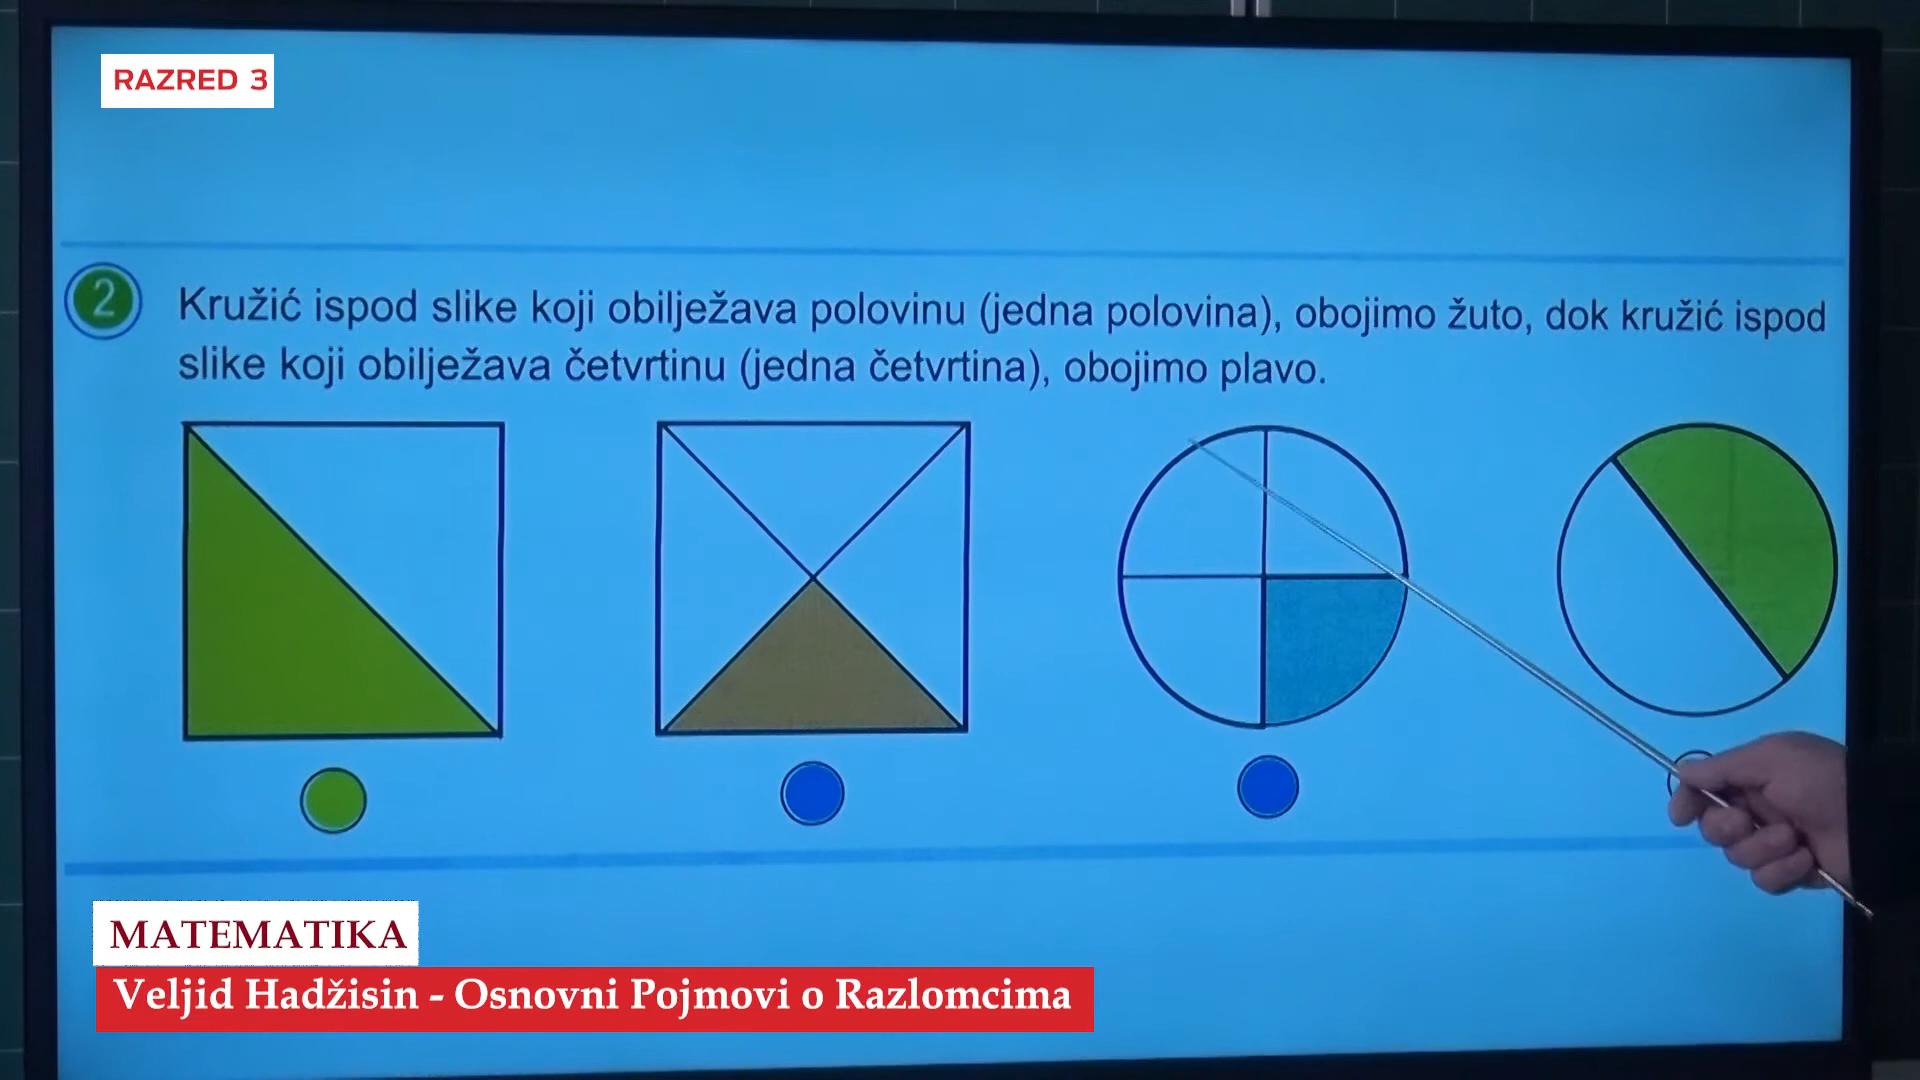 RAZRED 3
2
Kružić ispod slike koji obilježava polovinu (jedna polovina), obojimo žuto, dok kružić ispod
slike koji obilježava četvrtinu (jedna četvrtina), obojimo plavo.
MATEMATIKA
Veljid Hadžisin - Osnovni Pojmovi o Razlomcima